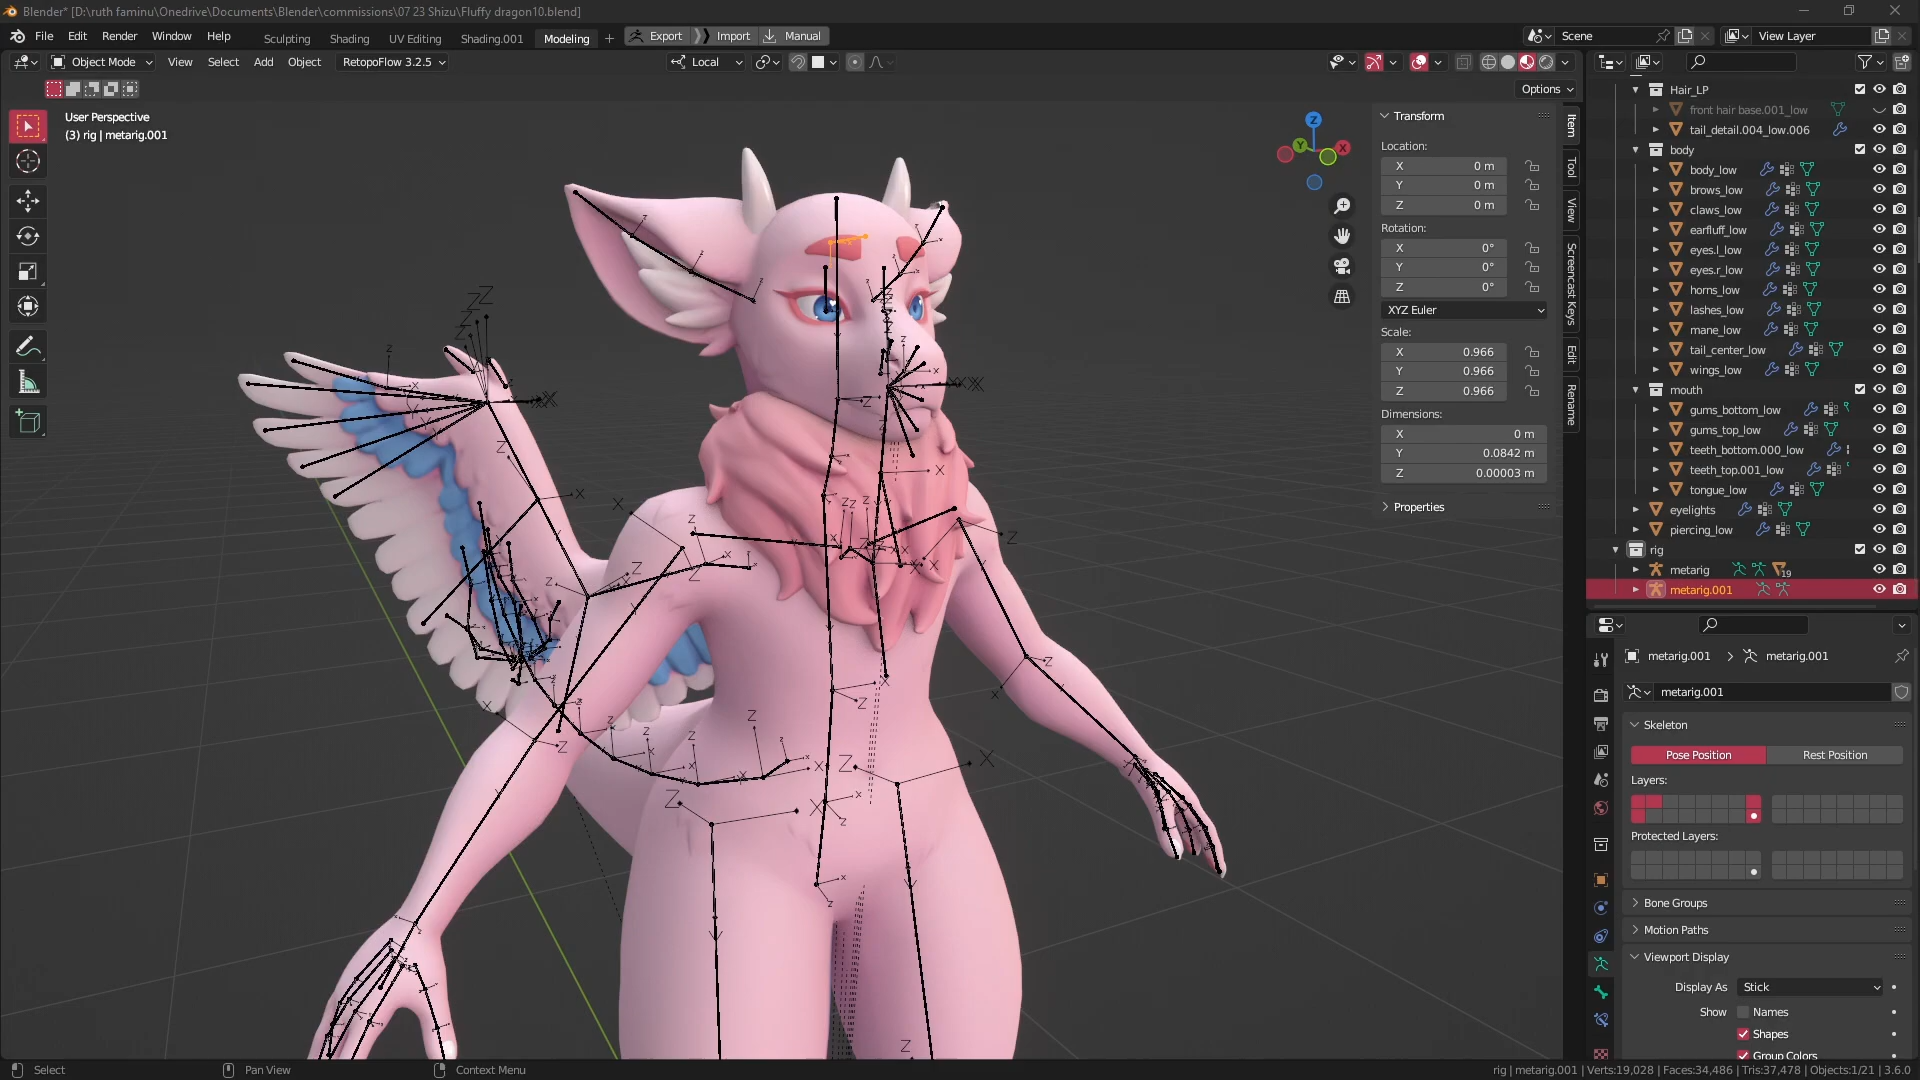 Blender* [D:\ruth faminu\Onedrive\Documents\Blender\commissions\07 23 Shizu\Fluffy dragon10.blend]
File Edit Render Window Help Sculpting Shading UV Editing Shading.001 Modeling + Export Import Manual Scene View Layer
Object Mode View Select Add Object RetopoFlow 3.2.5 Local
Options
User Perspective
(3) rig | metarig.001
Transform
Location:
X 0 m
Y 0 m
Z 0 m
Rotation:
X 0°
Y 0°
Z 0°
XYZ Euler
Scale:
X 0.966
Y 0.966
Z 0.966
Dimensions:
X 0 m
Y 0.0842 m
Z 0.00003 m
Properties
Item
Tool
View
Screencast Keys
Edit
Rename
Hair_LP
front hair base.001_low
tail_detail.004_low.006
body
body_low
brows_low
claws_low
earfluff_low
eyes.l_low
eyes.r_low
horns_low
lashes_low
mane_low
tail_center_low
wings_low
mouth
gums_bottom_low
gums_top_low
teeth_bottom.000_low
teeth_top.001_low
tongue_low
eyelights
piercing_low
rig
metarig 19
metarig.001
metarig.001 > metarig.001
metarig.001
Skeleton
Pose Position Rest Position
Layers:
Protected Layers:
Bone Groups
Motion Paths
Viewport Display
Display As Stick
Show Names
Shapes
Group Colors
Select Pan View Context Menu rig | metarig.001 | Verts:19,028 | Faces:34,486 | Tris:37,478 | Objects:1/21 | 3.6.0